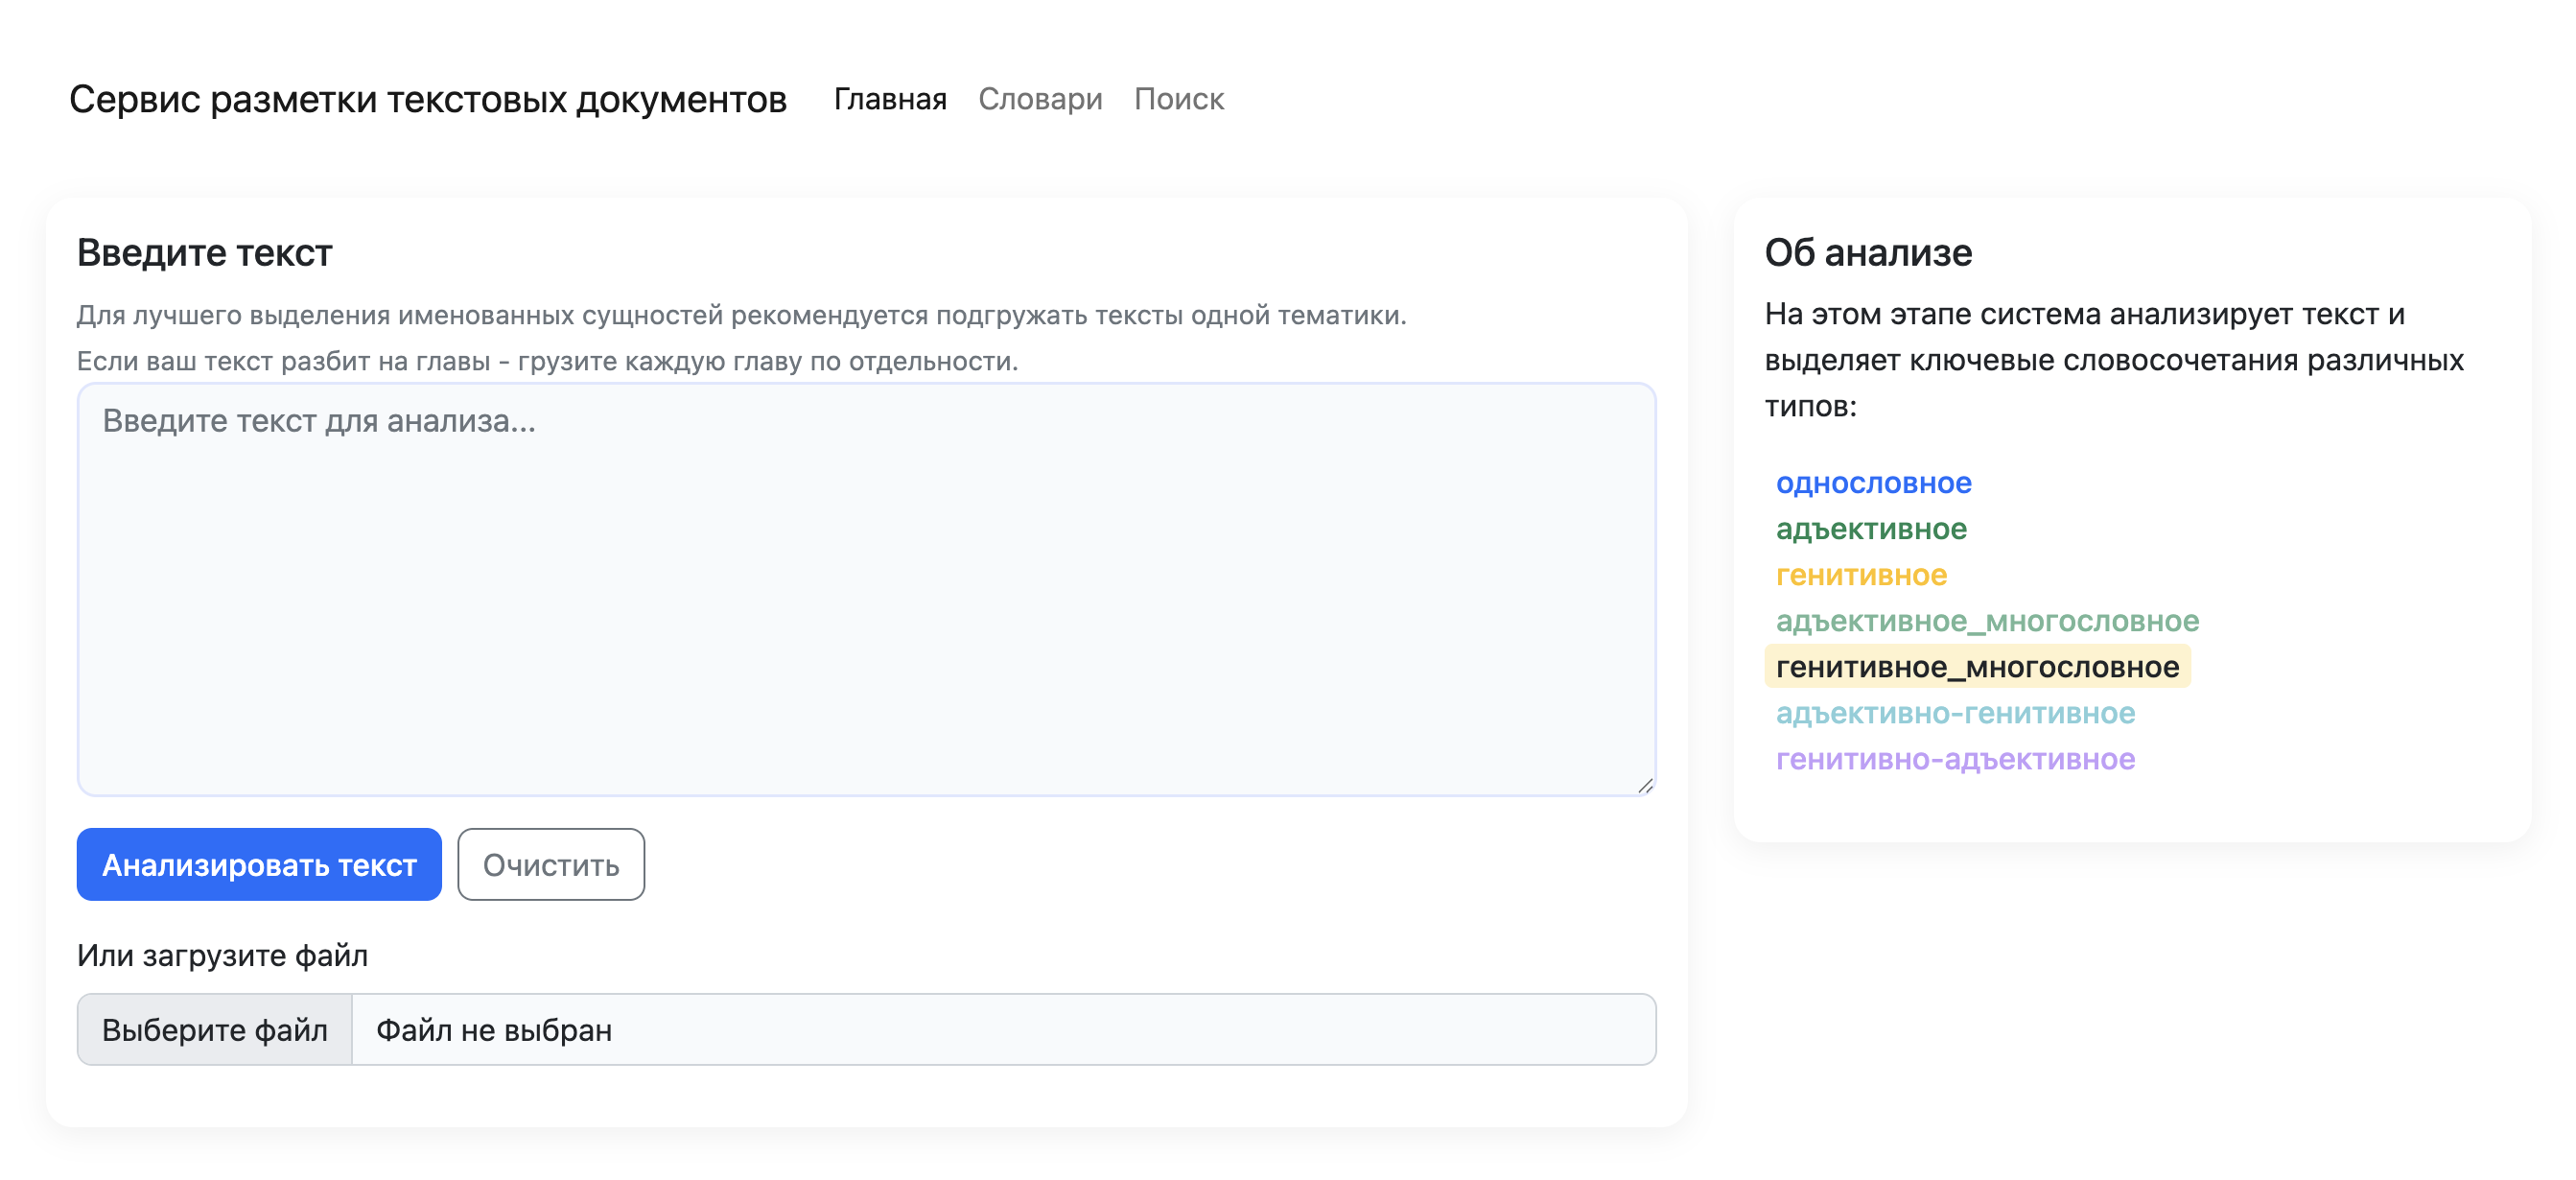 Сервис разметки текстовых документов Главная Словари Поиск
Введите текст
Для лучшего выделения именованных сущностей рекомендуется подгружать тексты одной тематики.
Если ваш текст разбит на главы - грузите каждую главу по отдельности.
Введите текст для анализа...
Анализировать текст Очистить
Или загрузите файл
Выберите файл Файл не выбран
Об анализе
На этом этапе система анализирует текст и
выделяет ключевые словосочетания различных
типов:
однословное
адъективное
генитивное
адъективное_многословное
генитивное_многословное
адъективно-генитивное
генитивно-адъективное